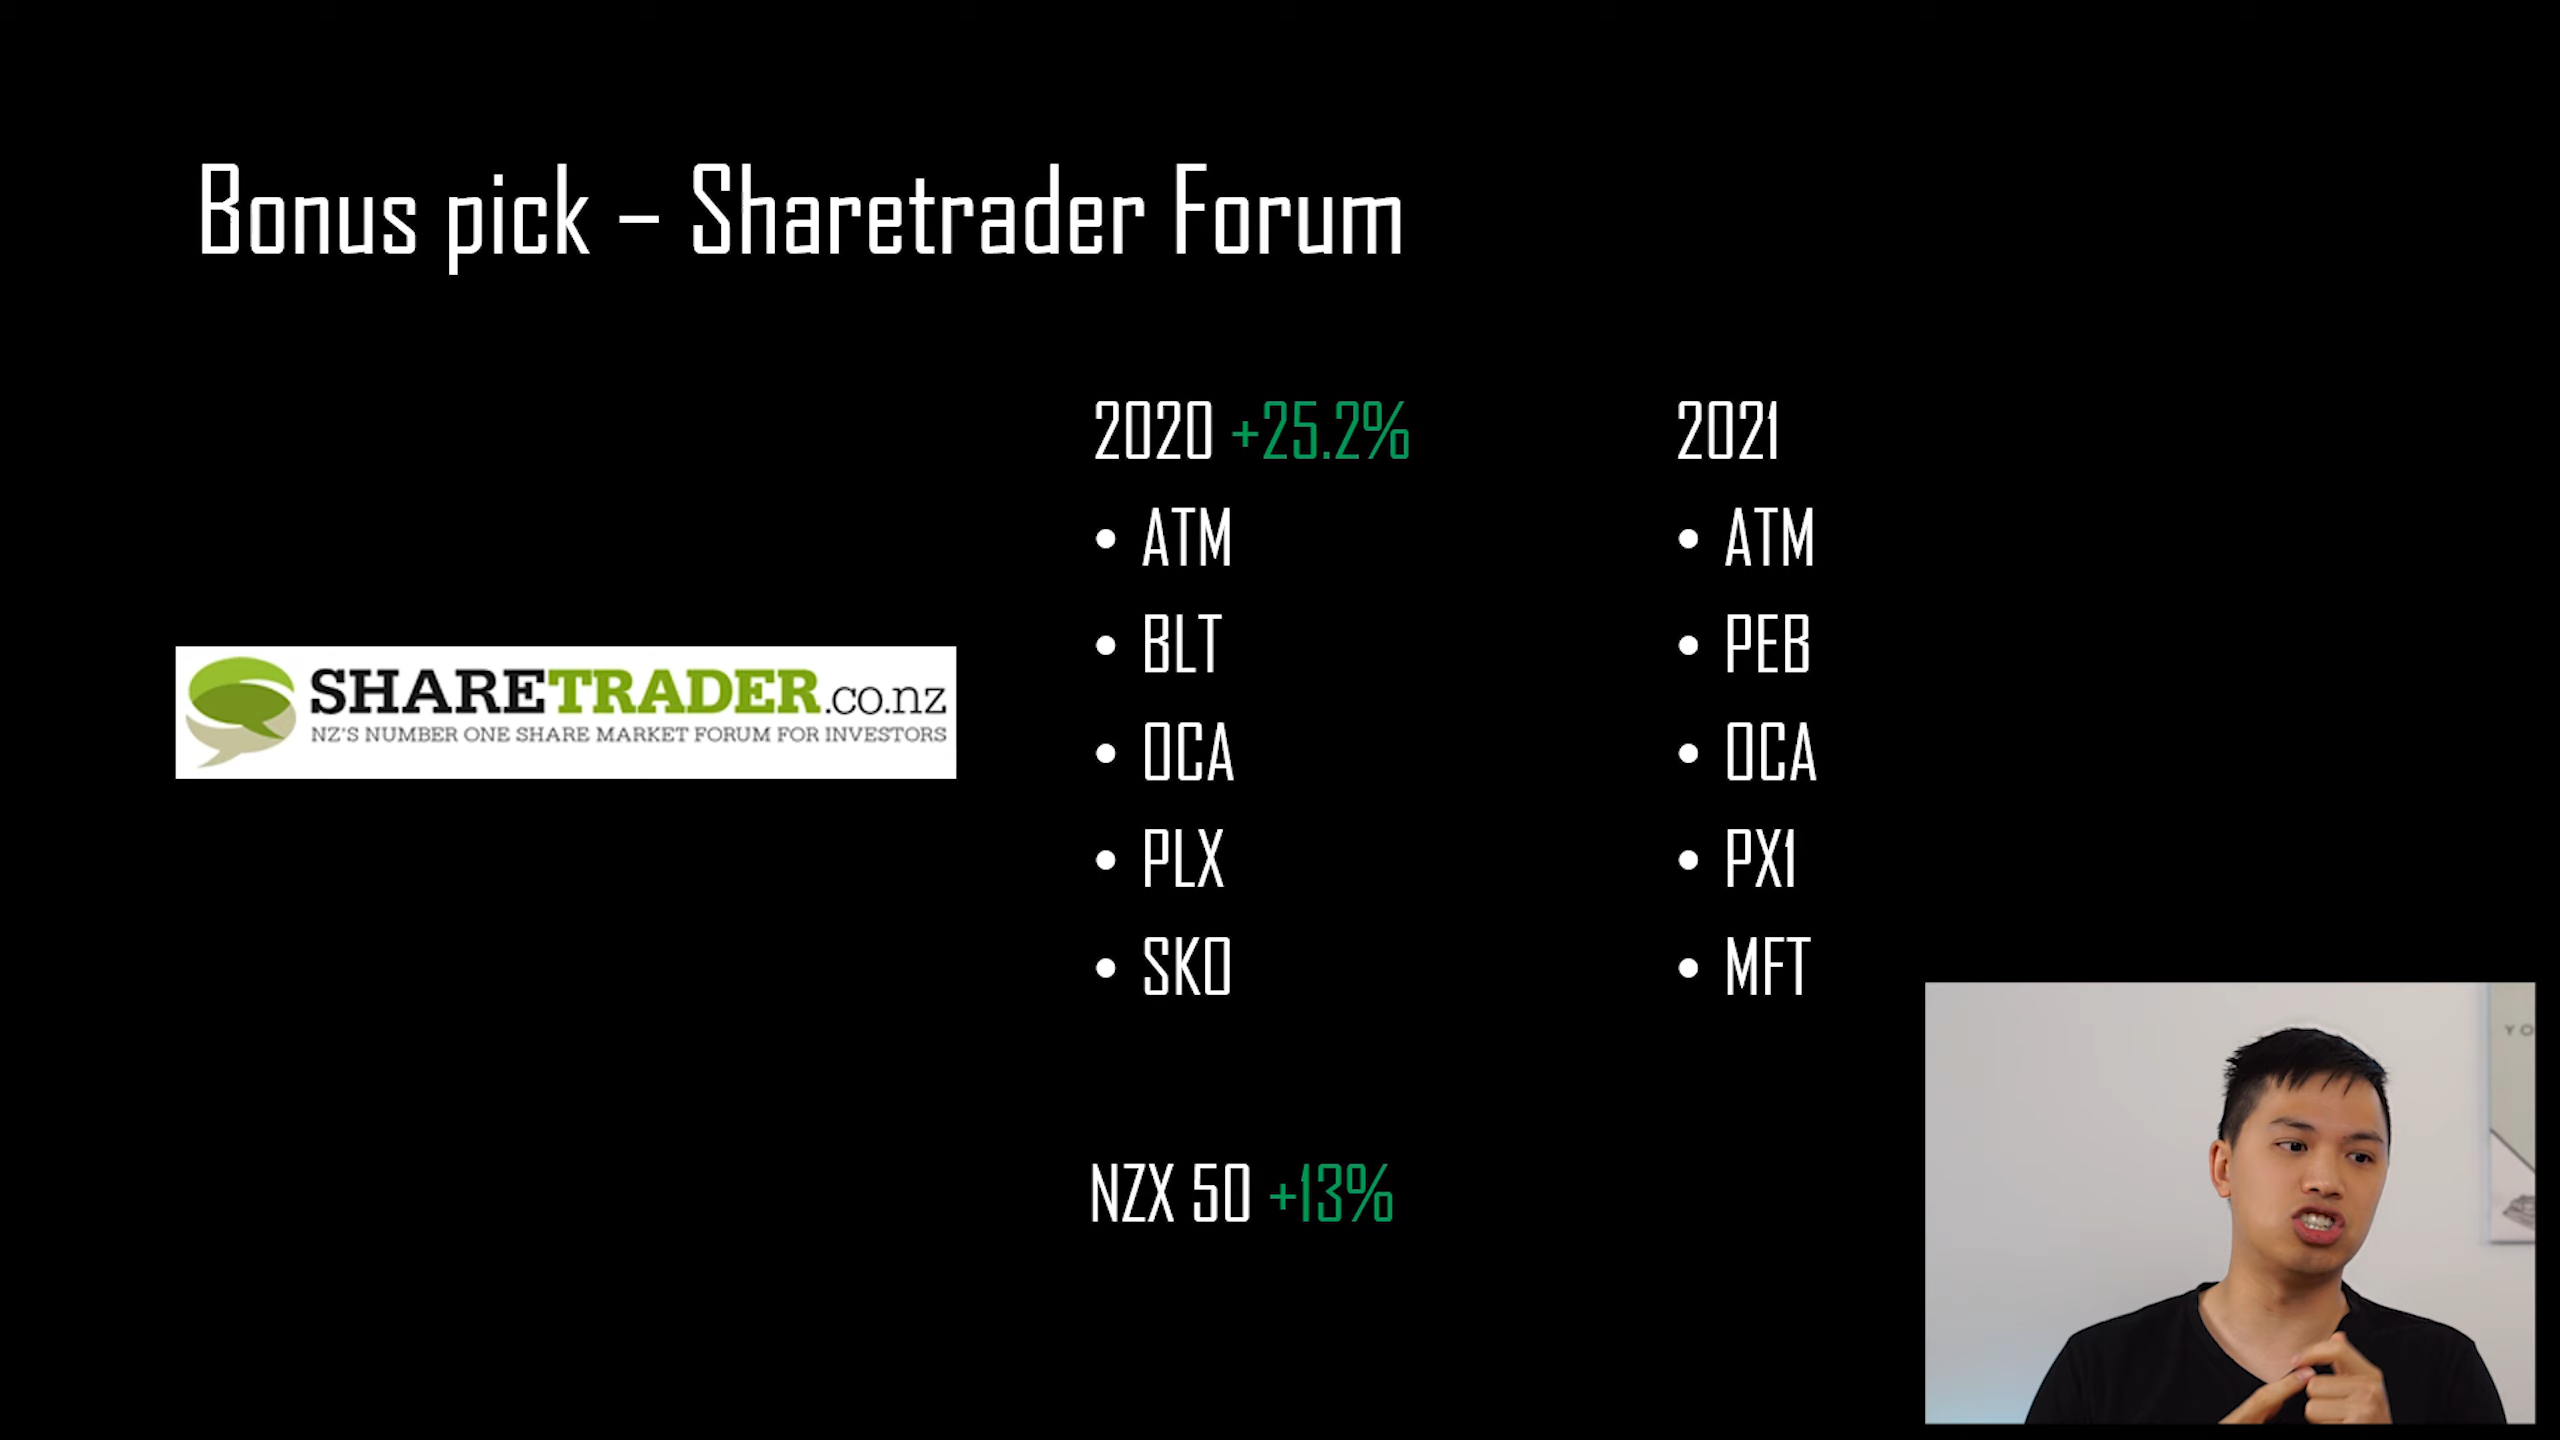 Bonus pick – Sharetrader Forum
SHARETRADER.co.nz
NZ'S NUMBER ONE SHARE MARKET FORUM FOR INVESTORS
2020 +25.2%
• ATM
• BLT
• OCA
• PLX
• SKO
NZX 50 +13%
2021
• ATM
• PEB
• OCA
• PX1
• MFT
YO